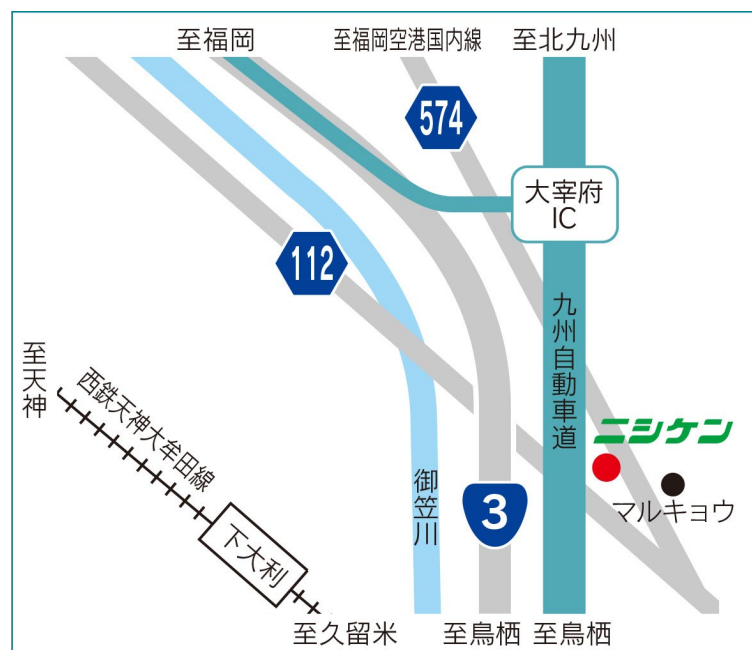 至福岡
至福岡空港国内線
至北九州
574
大宰府
IC
112
九州自動車道
至天神
西鉄天神大牟田線
ニシケン
マルキョウ
御笠川
3
下大利
至久留米
至鳥栖
至鳥栖